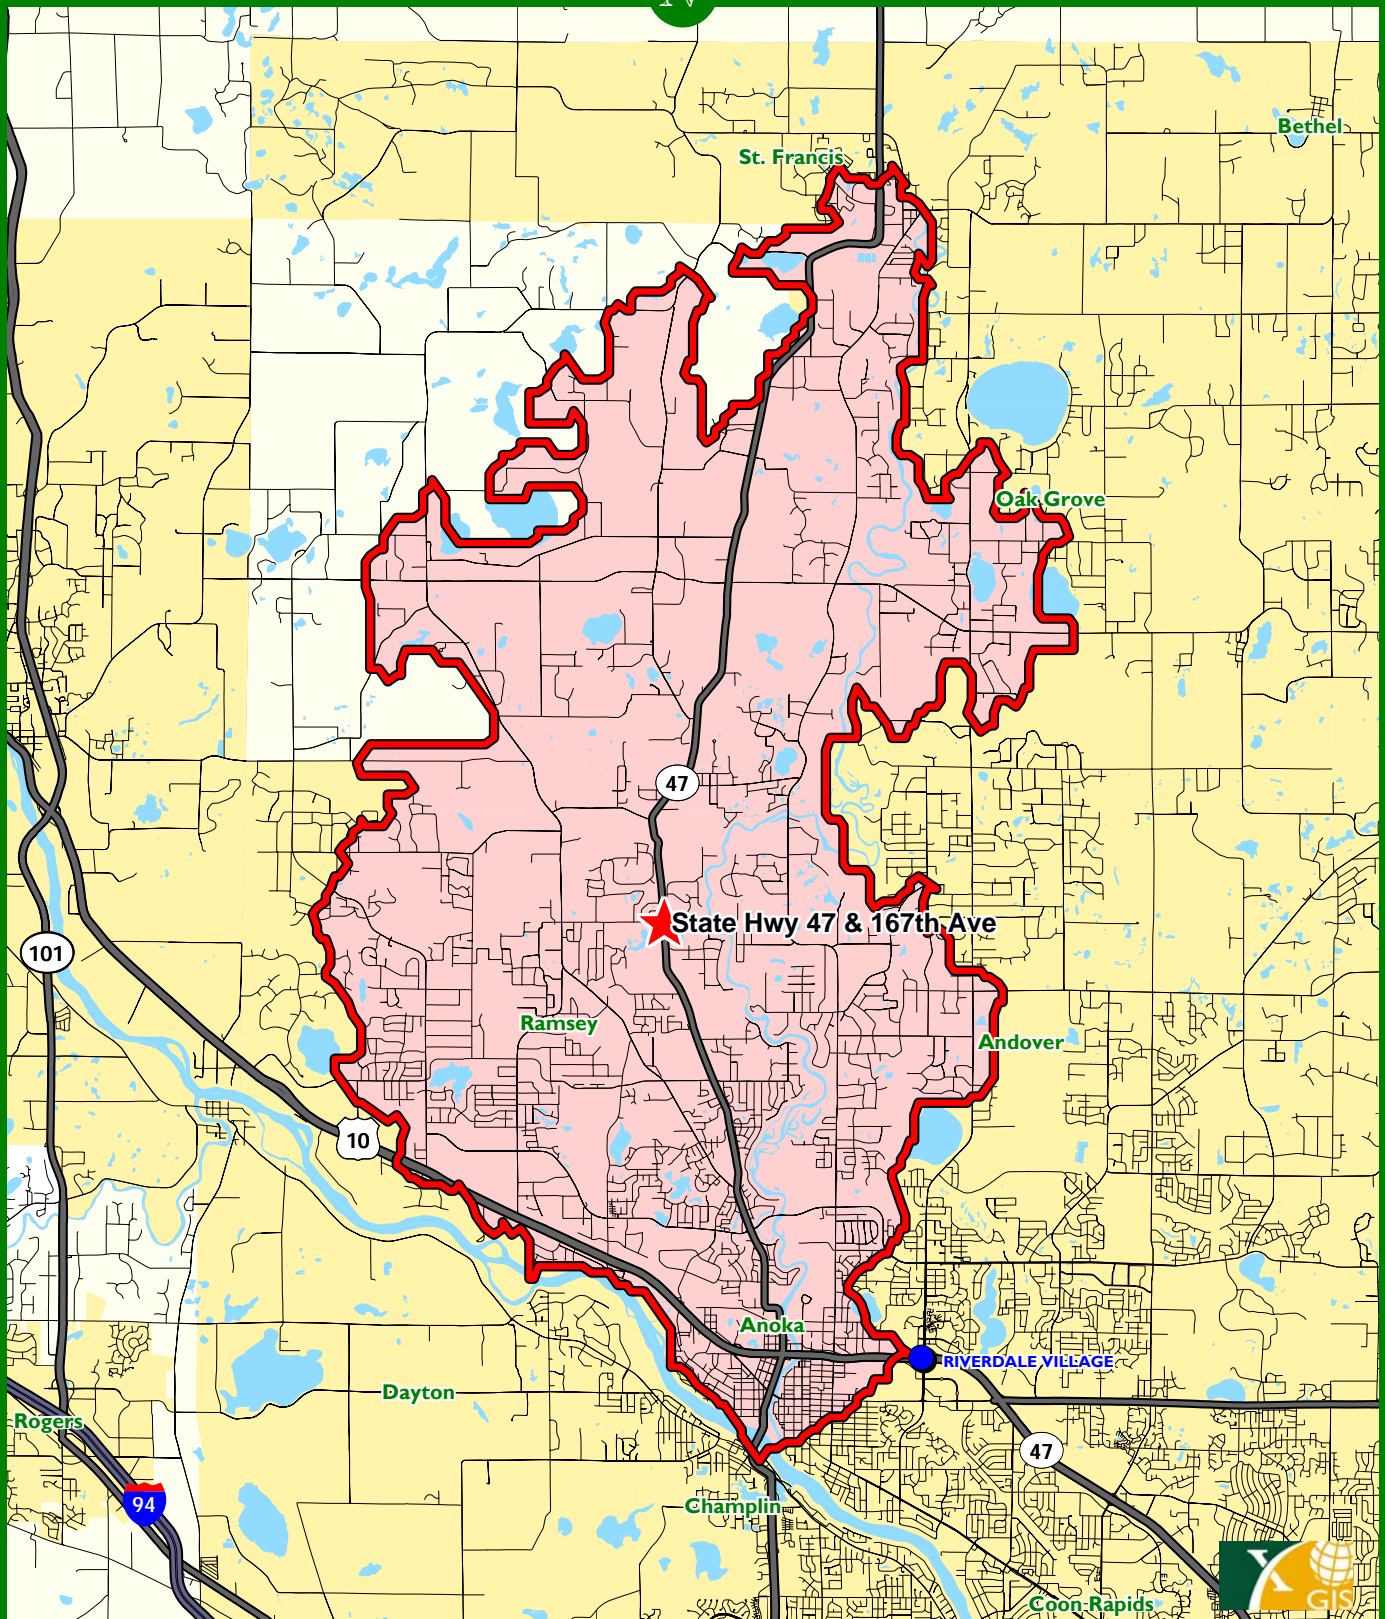 Bethel
St. Francis
Oak Grove
47
State Hwy 47 & 167th Ave
101
Ramsey
Andover
10
Anoka
RIVERDALE VILLAGE
Dayton
Rogers
47
94
Champlin
X
GIS
Coon Rapids